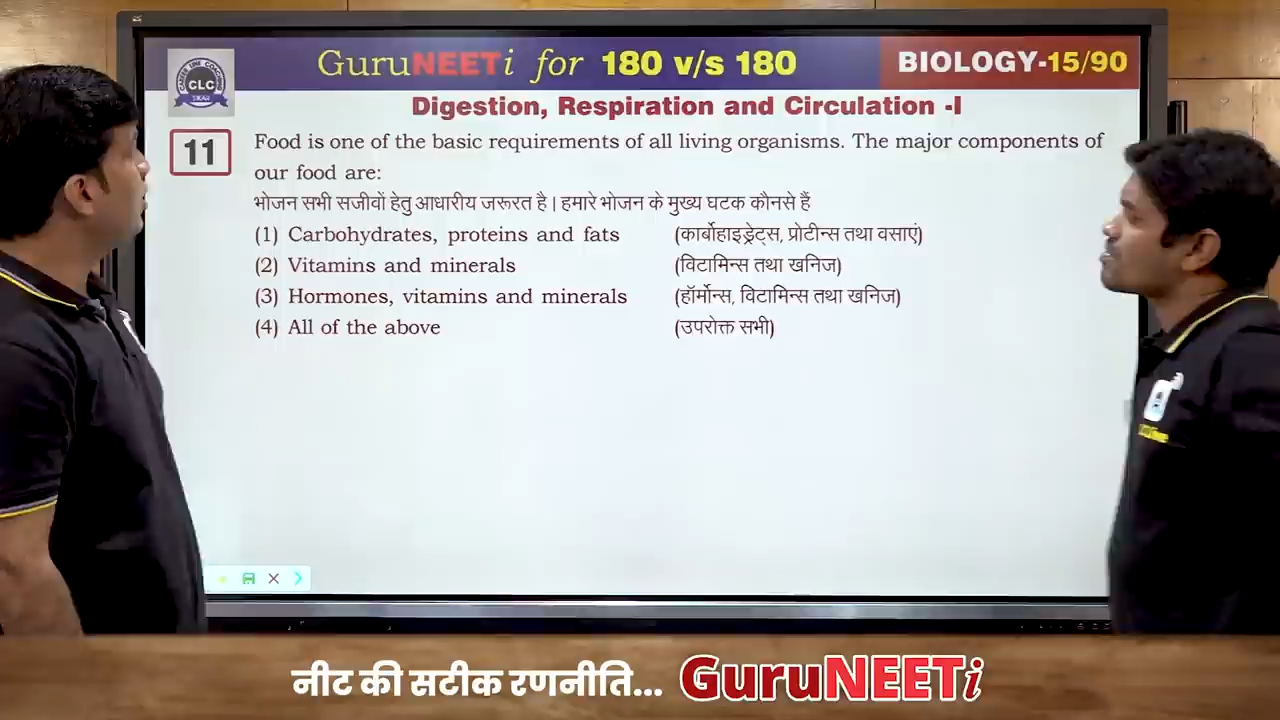 CLC
GuruNEETi for 180 v/s 180
BIOLOGY-15/90
Digestion, Respiration and Circulation -I
11
Food is one of the basic requirements of all living organisms. The major components of
our food are:
भोजन सभी सजीवों हेतु आधारीय जरूरत है। हमारे भोजन के मुख्य घटक कौनसे हैं
(1) Carbohydrates, proteins and fats (कार्बोहाइड्रेट्स, प्रोटीन्स तथा वसाएं)
(2) Vitamins and minerals (विटामिन्स तथा खनिज)
(3) Hormones, vitamins and minerals (हॉर्मोन्स, विटामिन्स तथा खनिज)
(4) All of the above (उपरोक्त सभी)
नीट की सटीक रणनीति... GuruNEETi